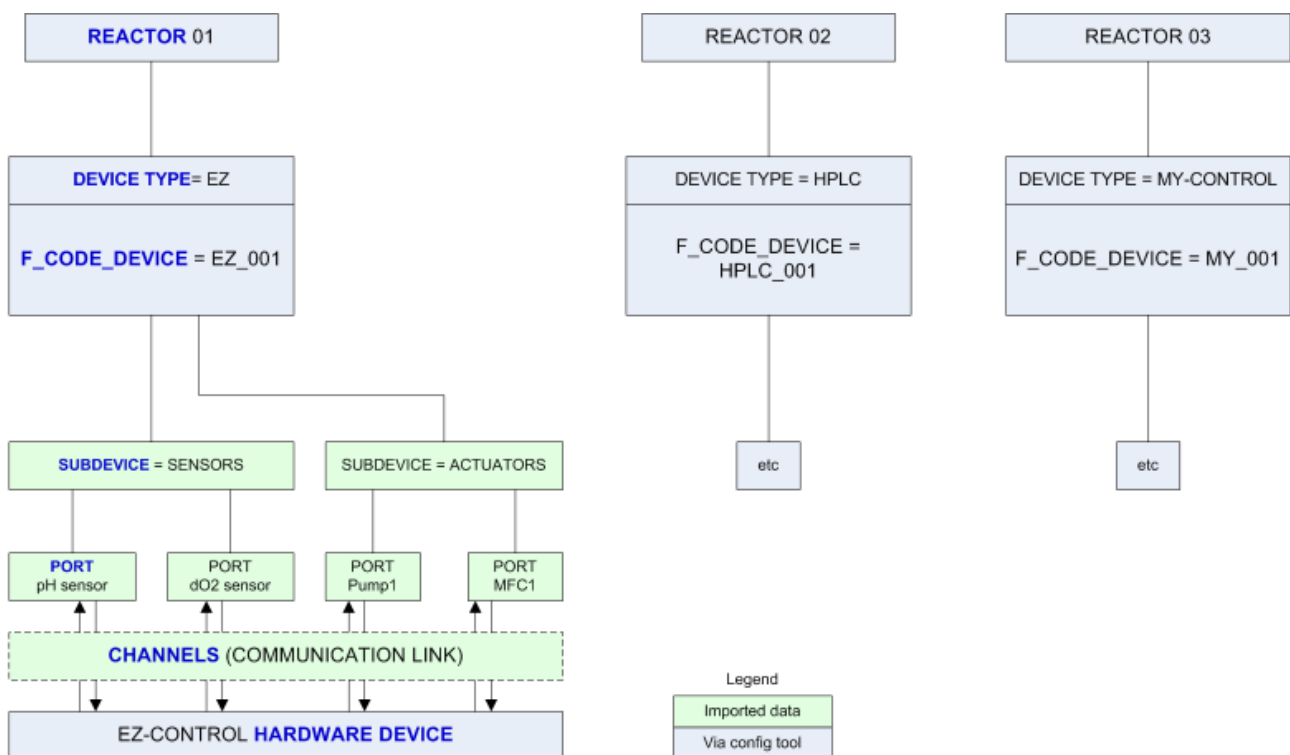 REACTOR 01
REACTOR 02
REACTOR 03
DEVICE TYPE= EZ
DEVICE TYPE = HPLC
DEVICE TYPE = MY-CONTROL
F_CODE_DEVICE = EZ_001
F_CODE_DEVICE =
HPLC_001
F_CODE_DEVICE = MY_001
SUBDEVICE = SENSORS
SUBDEVICE = ACTUATORS
etc
etc
PORT
pH sensor
PORT
dO2 sensor
PORT
Pump1
PORT
MFC1
CHANNELS (COMMUNICATION LINK)
EZ-CONTROL HARDWARE DEVICE
Legend
Imported data
Via config tool